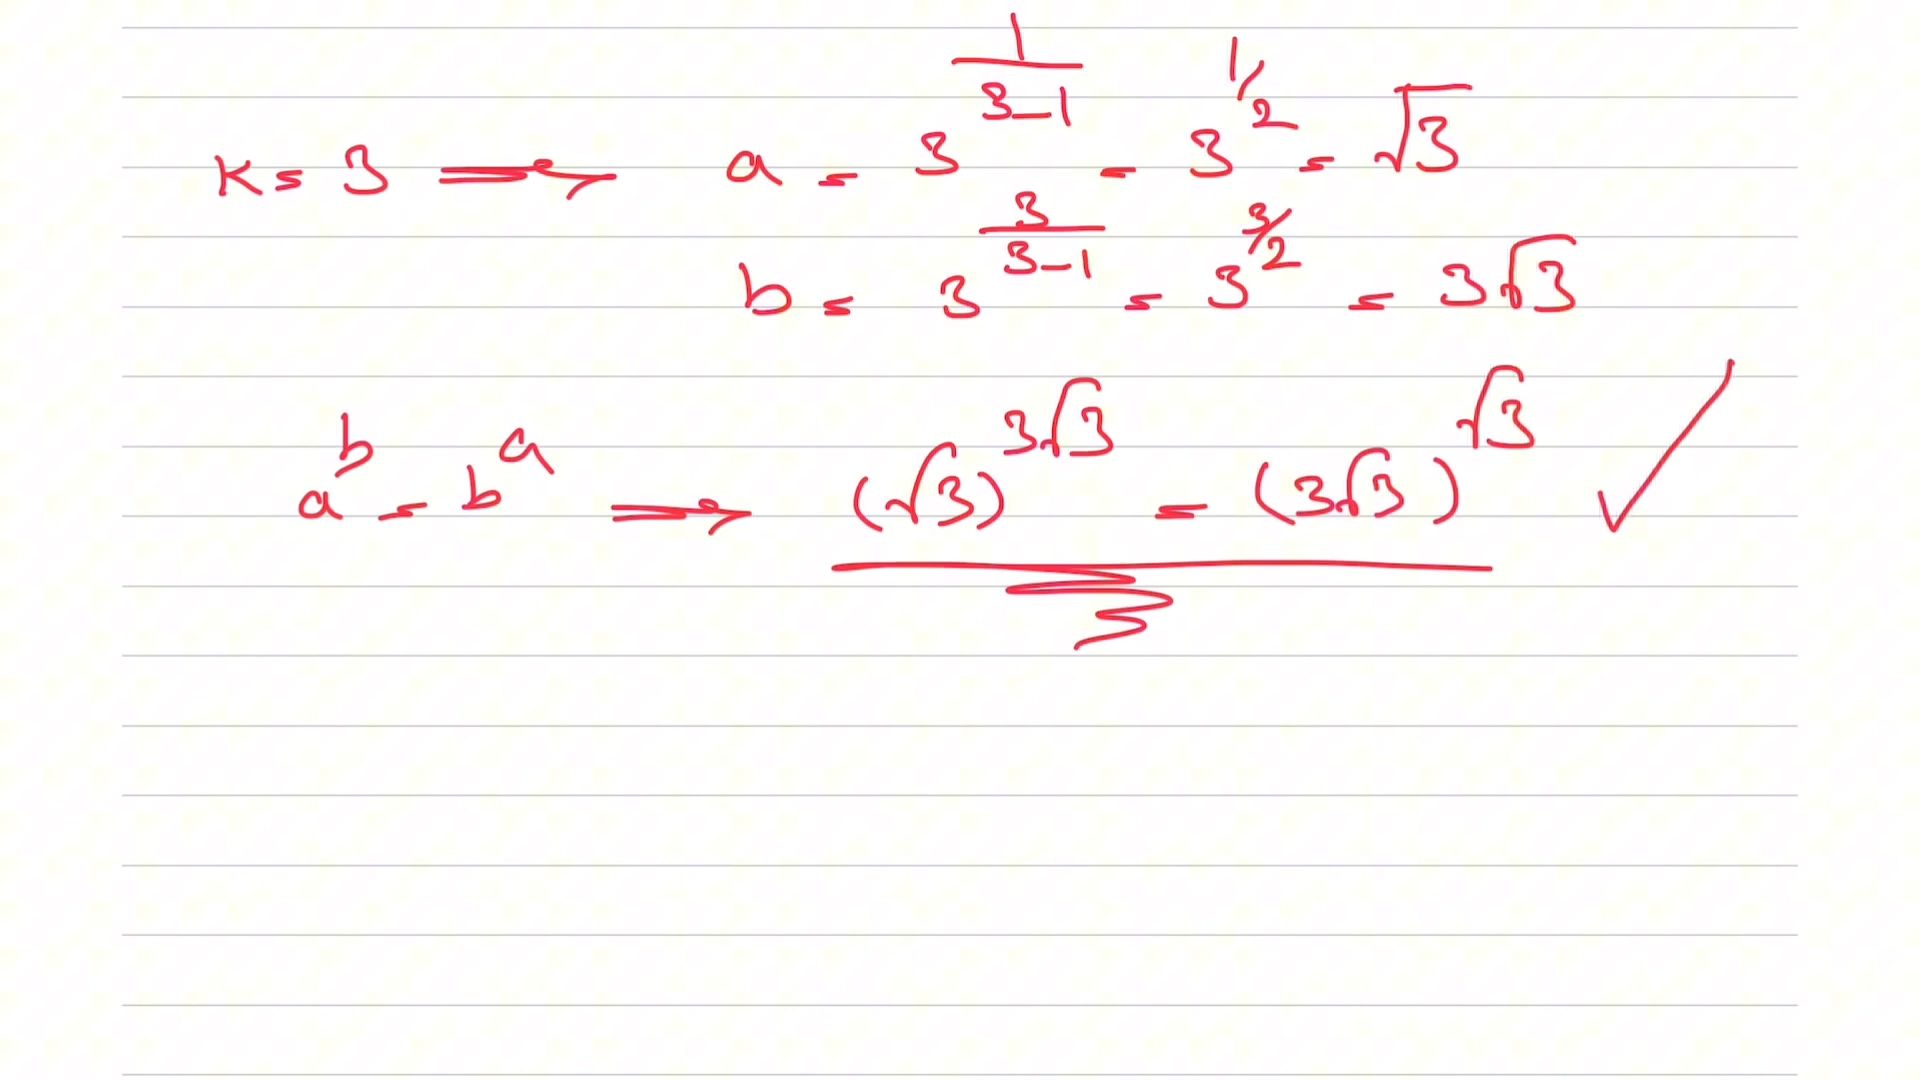 k = 3 ⟹ a = 3^(1/(3-1)) = 3^(1/2) = √3
b = 3^(3/(3-1)) = 3^(3/2) = 3√3
a^b = b^a ⟹ (√3)^(3√3) = (3√3)^(√3) ✓